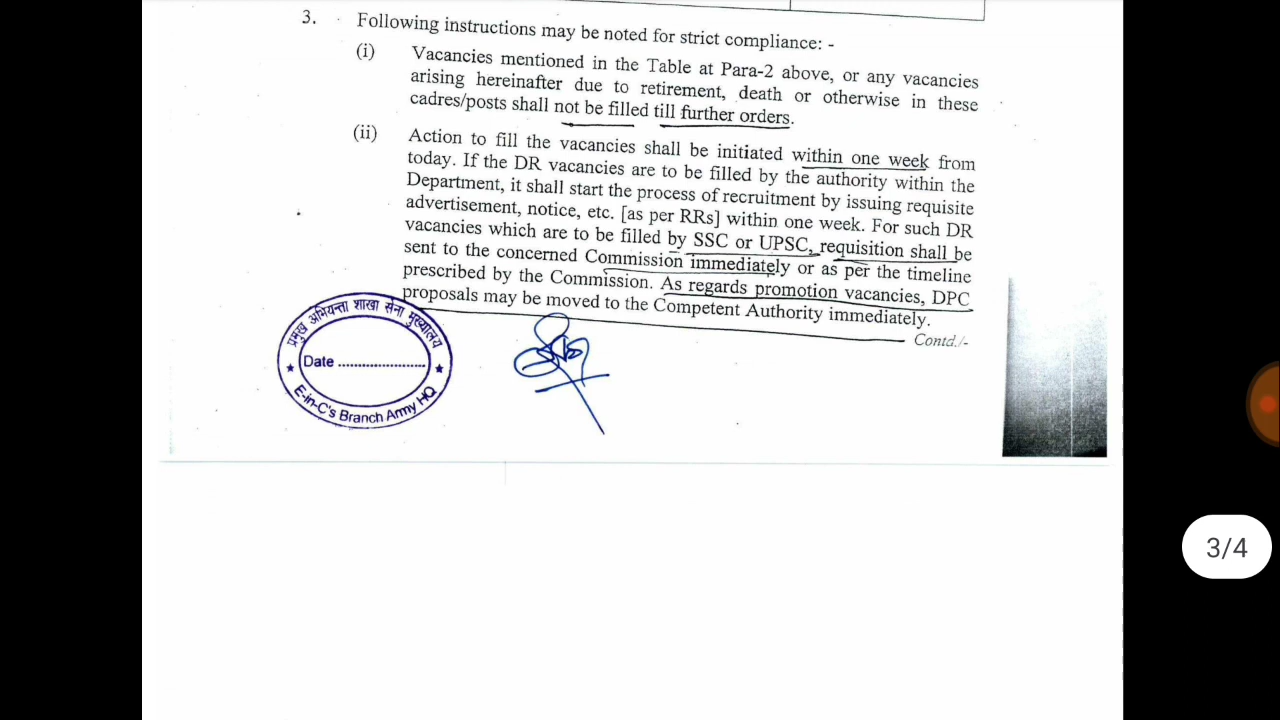 3. Following instructions may be noted for strict compliance: -
(i) Vacancies mentioned in the Table at Para-2 above, or any vacancies
arising hereinafter due to retirement, death or otherwise in these
cadres/posts shall not be filled till further orders.
(ii) Action to fill the vacancies shall be initiated within one week from
today. If the DR vacancies are to be filled by the authority within the
Department, it shall start the process of recruitment by issuing requisite
advertisement, notice, etc. [as per RRs] within one week. For such DR
vacancies which are to be filled by SSC or UPSC, requisition shall be
sent to the concerned Commission immediately or as per the timeline
prescribed by the Commission. As regards promotion vacancies, DPC
proposals may be moved to the Competent Authority immediately.
Contd./-
प्रमुख अभियन्ता शाखा सेना मुख्यालय
Date ........................
E-in-C's Branch Army HQ
3/4